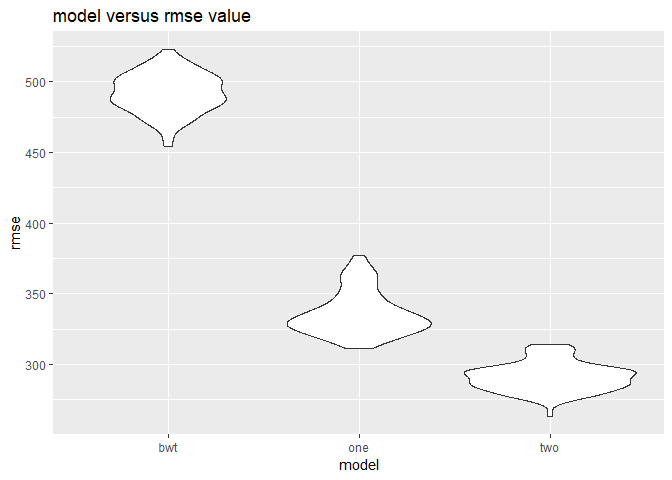 model versus rmse value
500
450
400
350
300
rmse
bwt
one
two
model